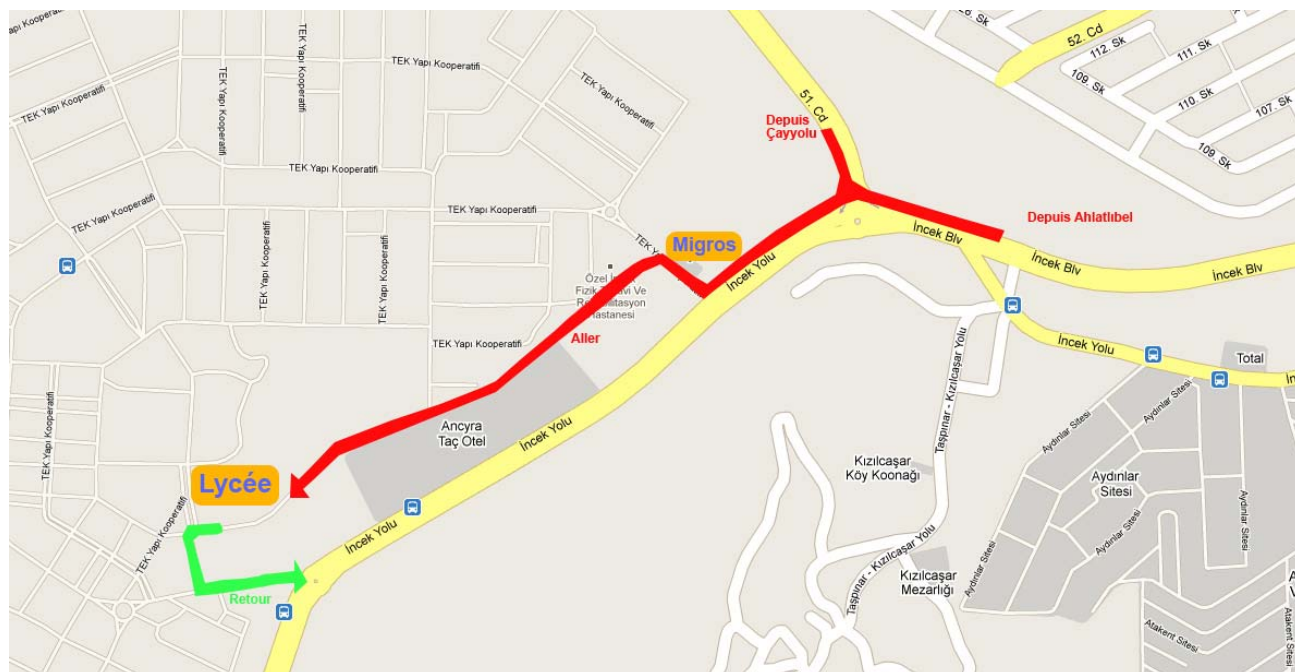 TEK Yapı Kooperatifi
TEK Yapı Kooperatifi
TEK Yapı Kooperatifi
TEK Yapı Kooperatifi
TEK Yapı Kooperatifi
TEK Yapı Kooperatifi
TEK Yapı Kooperatifi
TEK Yapı Kooperatifi
TEK Yapı Kooperatifi
52. Cd
112. Sk
111. Sk
109. Sk
110. Sk
107. Sk
109. Sk
51. Cd
Depuis
Çayyolu
Depuis Ahlatlıbel
İncek Blv
İncek Blv
İncek Blv
Migros
İncek Yolu
Özel
Fizik
Ve
Hastanesi
Aller
TEK Yapı Kooperatifi
TEK Yapı Kooperatifi
TEK Yapı Kooperatifi
İncek Yolu
Total
Taşpınar - Kızılcaşar Yolu
Ancyra
Taç Otel
İncek Yolu
Kızılcaşar
Köy Koonağı
Aydınlar Sitesi
Aydınlar Sitesi
Aydınlar
Sitesi
Aydınlar Sitesi
Aydınlar Sitesi
Aydınlar Sitesi
Lycée
TEK Yapı Kooperatifi
TEK Yapı Kooperatifi
İncek Yolu
Taşpınar - Kızılcaşar Yolu
Kızılcaşar
Mezarlığı
Retour
Atakent Sitesi
Atakent Sitesi